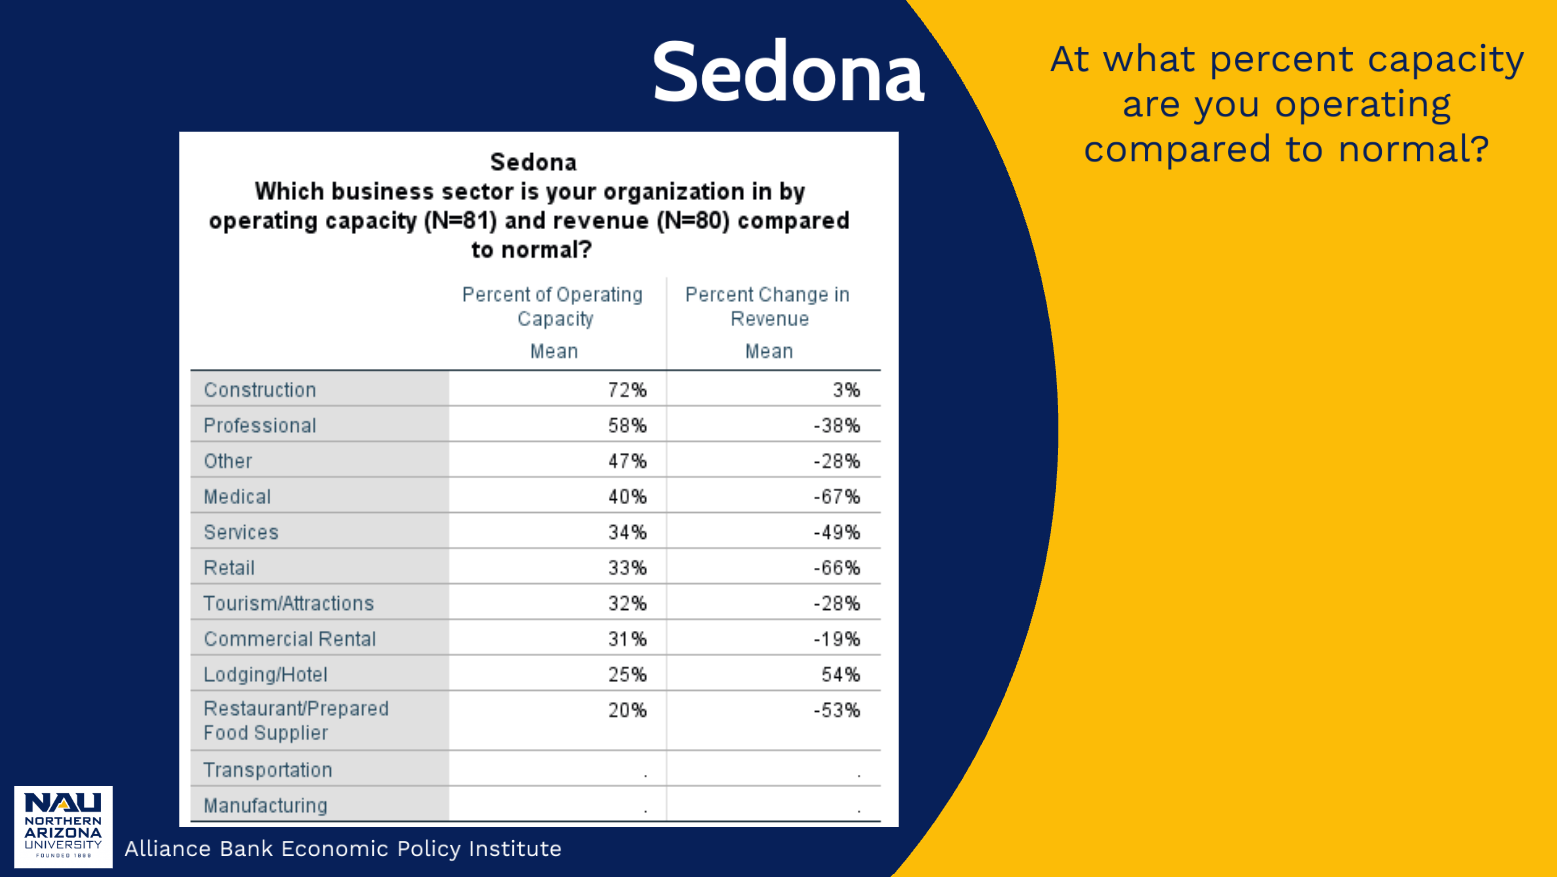 Sedona
At what percent capacity
are you operating
compared to normal?
Sedona
Which business sector is your organization in by
operating capacity (N=81) and revenue (N=80) compared
to normal?
Percent of Operating Capacity Percent Change in Revenue
Mean Mean
Construction 72% 3%
Professional 58% -38%
Other 47% -28%
Medical 40% -67%
Services 34% -49%
Retail 33% -66%
Tourism/Attractions 32% -28%
Commercial Rental 31% -19%
Lodging/Hotel 25% 54%
Restaurant/Prepared Food Supplier 20% -53%
Transportation . .
Manufacturing . .
NAU
NORTHERN
ARIZONA
UNIVERSITY
FOUNDED 1899
Alliance Bank Economic Policy Institute